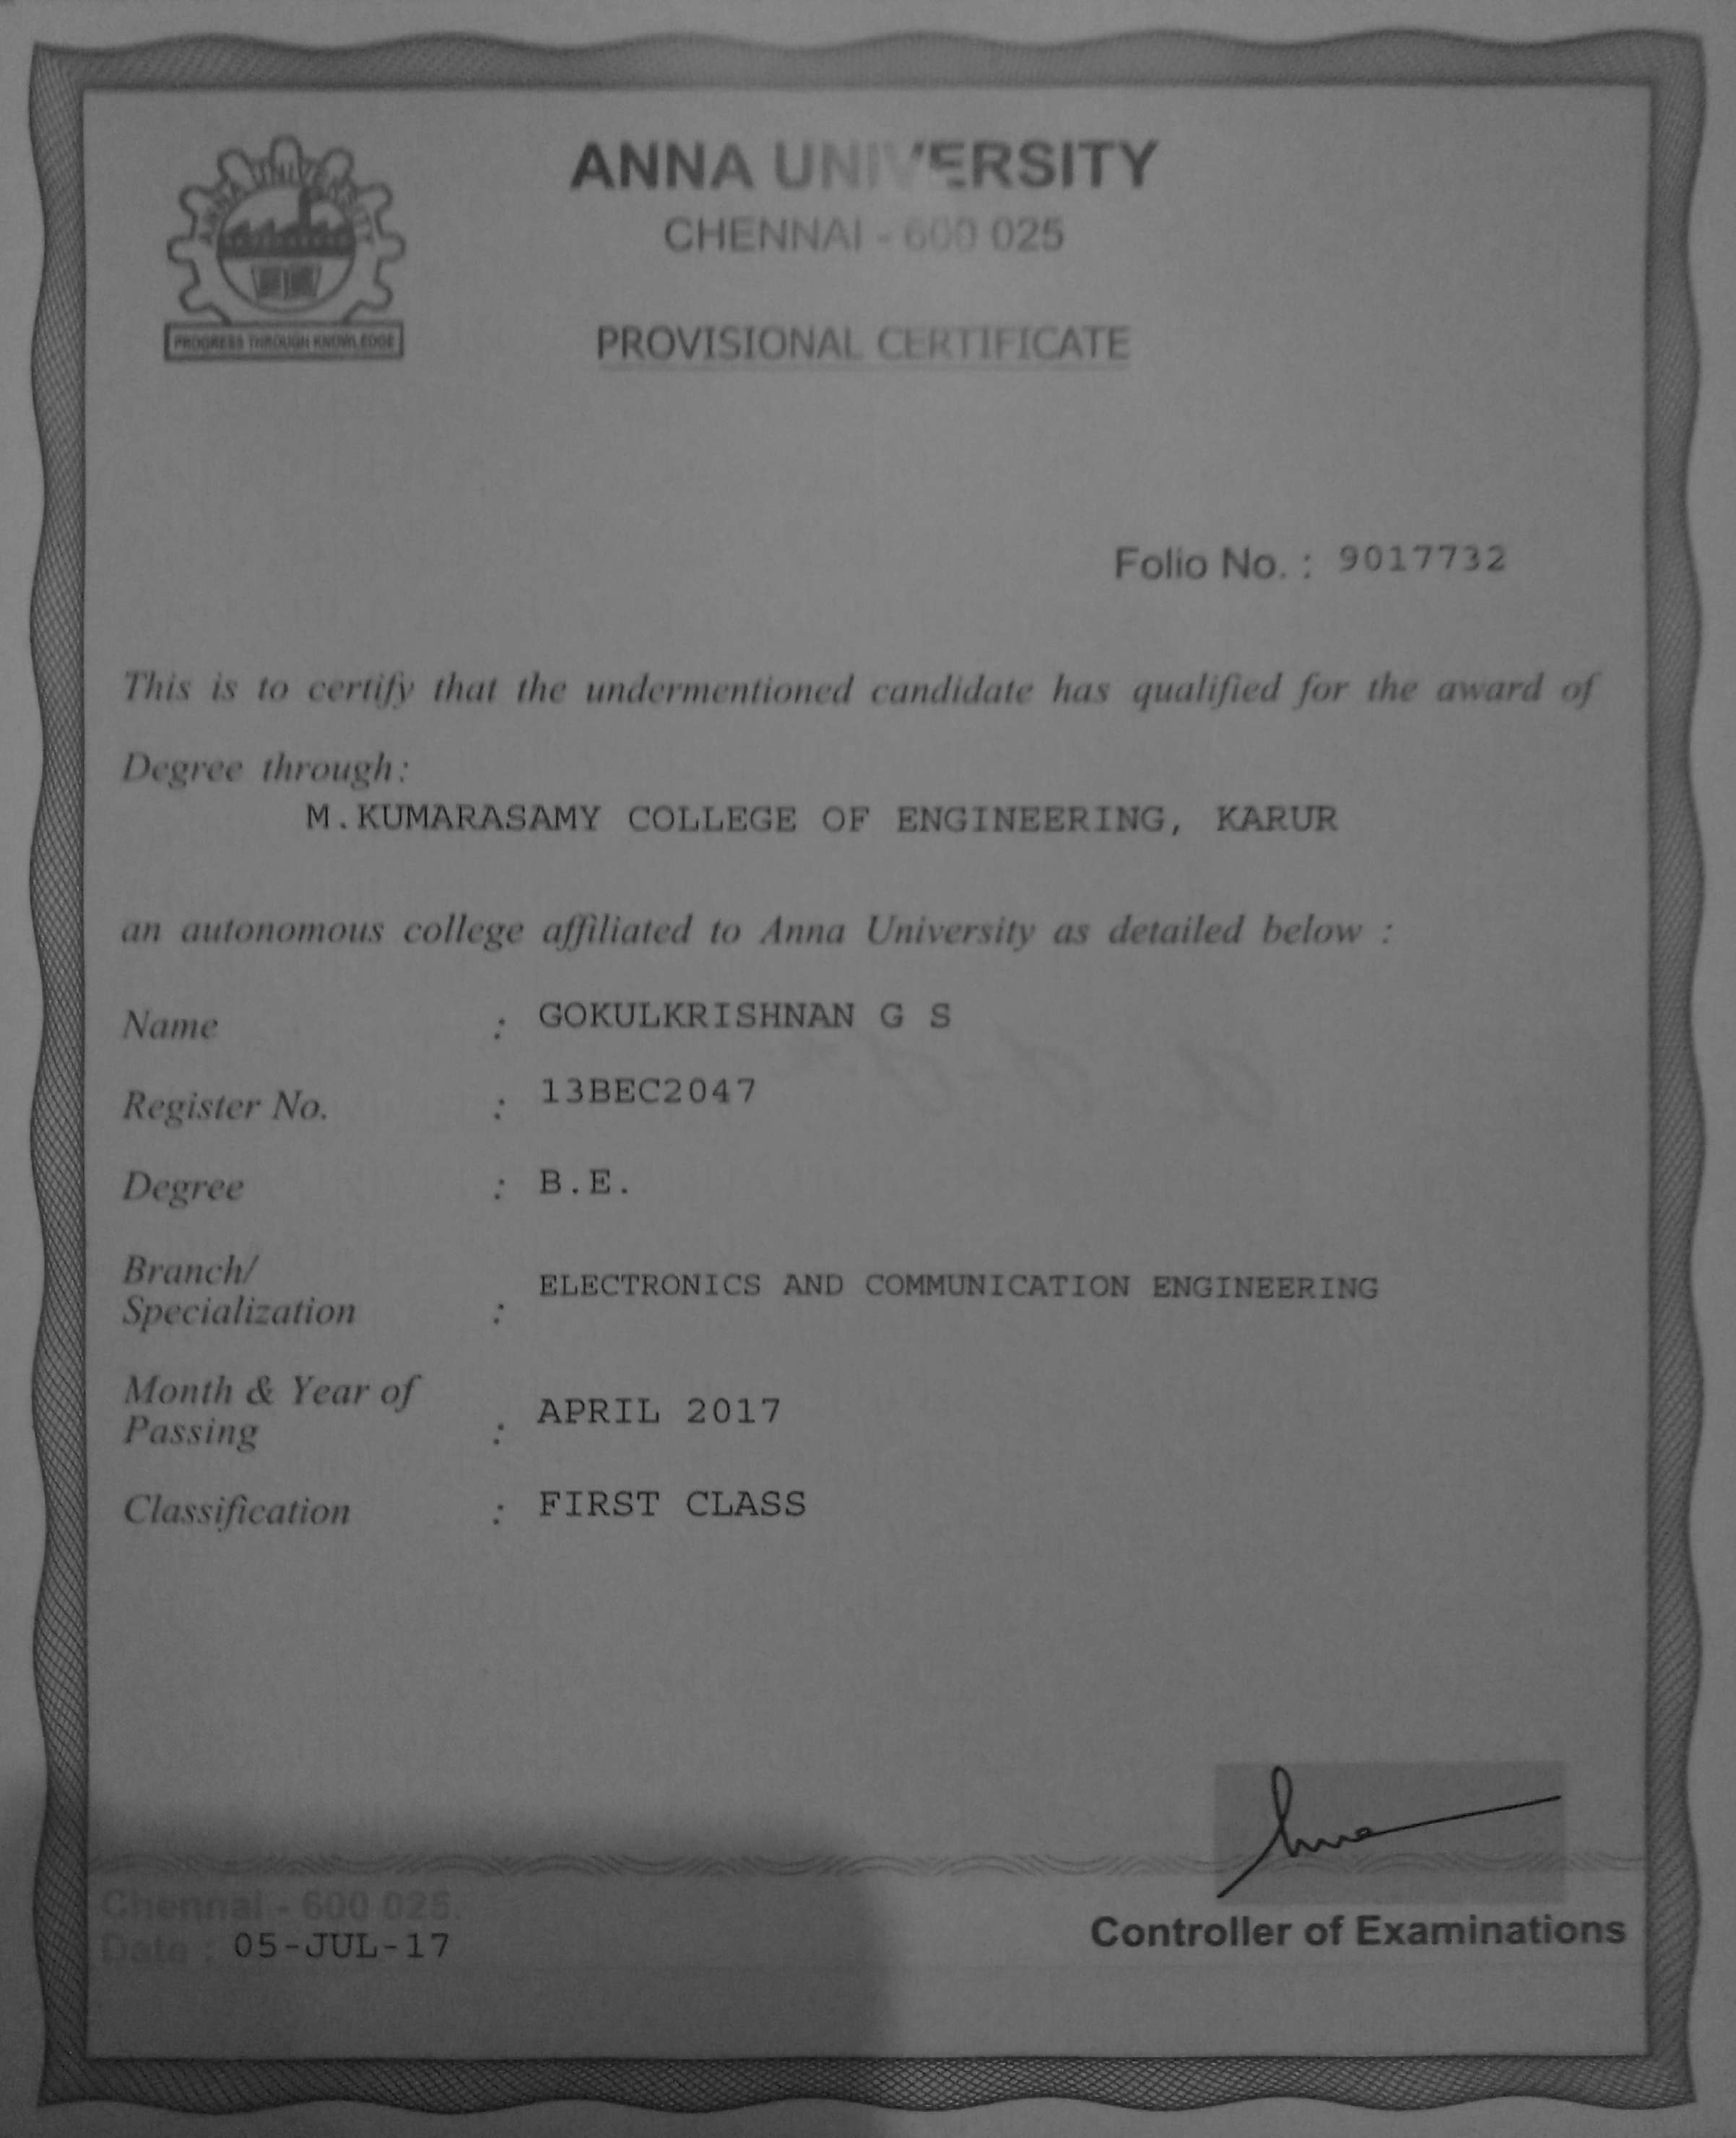 ANNA UNIVERSITY
PROGRESS THROUGH KNOWLEDGE
ANNA UNIVERSITY
CHENNAI - 600 025
PROVISIONAL CERTIFICATE
Folio No. : 9017732
This is to certify that the undermentioned candidate has qualified for the award of
Degree through:
M.KUMARASAMY COLLEGE OF ENGINEERING, KARUR
an autonomous college affiliated to Anna University as detailed below :
Name : GOKULKRISHNAN G S
Register No. : 13BEC2047
Degree : B.E.
Branch/
Specialization : ELECTRONICS AND COMMUNICATION ENGINEERING
Month & Year of
Passing : APRIL 2017
Classification : FIRST CLASS
Chennai - 600 025.
Date : 05-JUL-17
Controller of Examinations